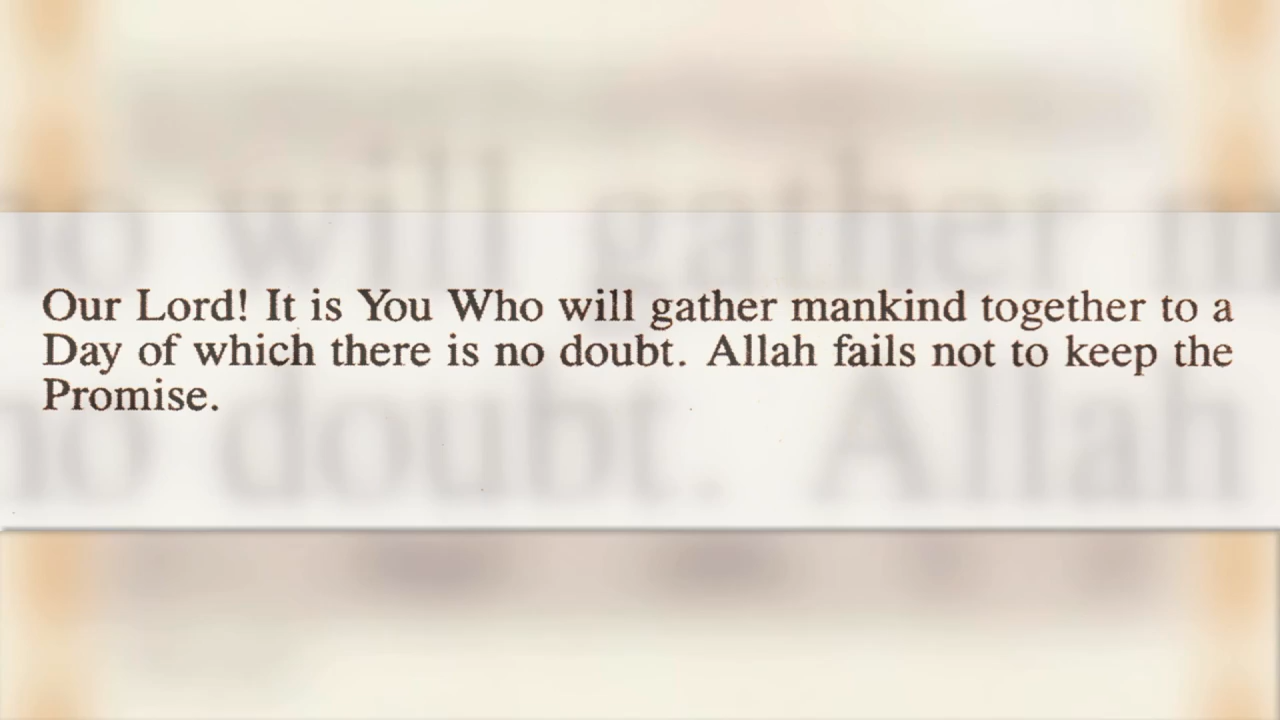 Our Lord! It is You Who will gather mankind together to a
Day of which there is no doubt. Allah fails not to keep the
Promise.